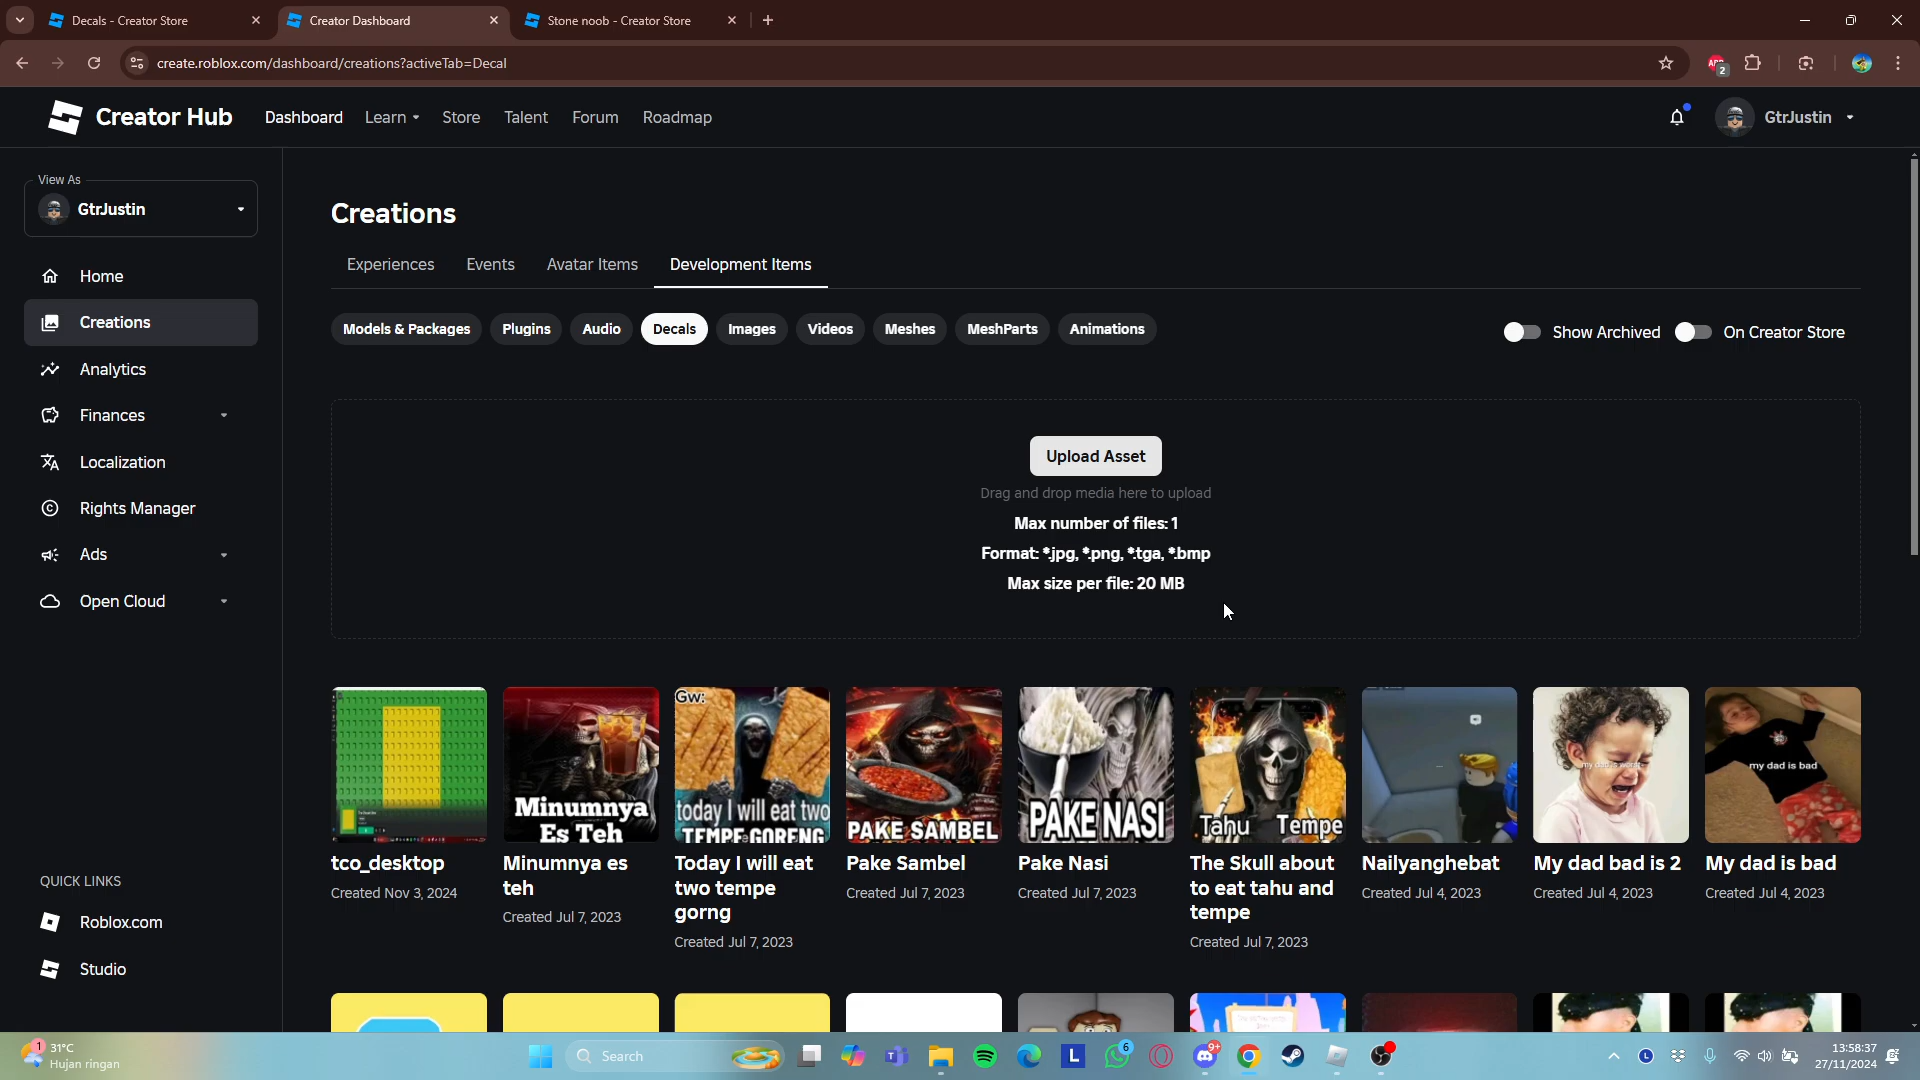 Decals - Creator Store
Creator Dashboard
Stone noob - Creator Store
create.roblox.com/dashboard/creations?activeTab=Decal
ABP
2
Creator Hub
Dashboard
Learn
Store
Talent
Forum
Roadmap
GtrJustin
View As
GtrJustin
Home
Creations
Analytics
Finances
Localization
Rights Manager
Ads
Open Cloud
QUICK LINKS
Roblox.com
Studio
Creations
Experiences
Events
Avatar Items
Development Items
Models & Packages
Plugins
Audio
Decals
Images
Videos
Meshes
MeshParts
Animations
Show Archived
On Creator Store
Upload Asset
Drag and drop media here to upload
Max number of files: 1
Format: *.jpg, *.png, *.tga, *.bmp
Max size per file: 20 MB
Minumnya
Es Teh
Gw:
today I will eat two
TEMPE GORENG
PAKE SAMBEL
PAKE NASI
Tahu Tempe
my dad is bad
tco_desktop
Created Nov 3, 2024
Minumnya es
teh
Created Jul 7, 2023
Today I will eat
two tempe
gorng
Created Jul 7, 2023
Pake Sambel
Created Jul 7, 2023
Pake Nasi
Created Jul 7, 2023
The Skull about
to eat tahu and
tempe
Created Jul 7, 2023
Nailyanghebat
Created Jul 4, 2023
My dad bad is 2
Created Jul 4, 2023
My dad is bad
Created Jul 4, 2023
1
31°C
Hujan ringan
Search
L
6
9+
L
13:58:37
27/11/2024